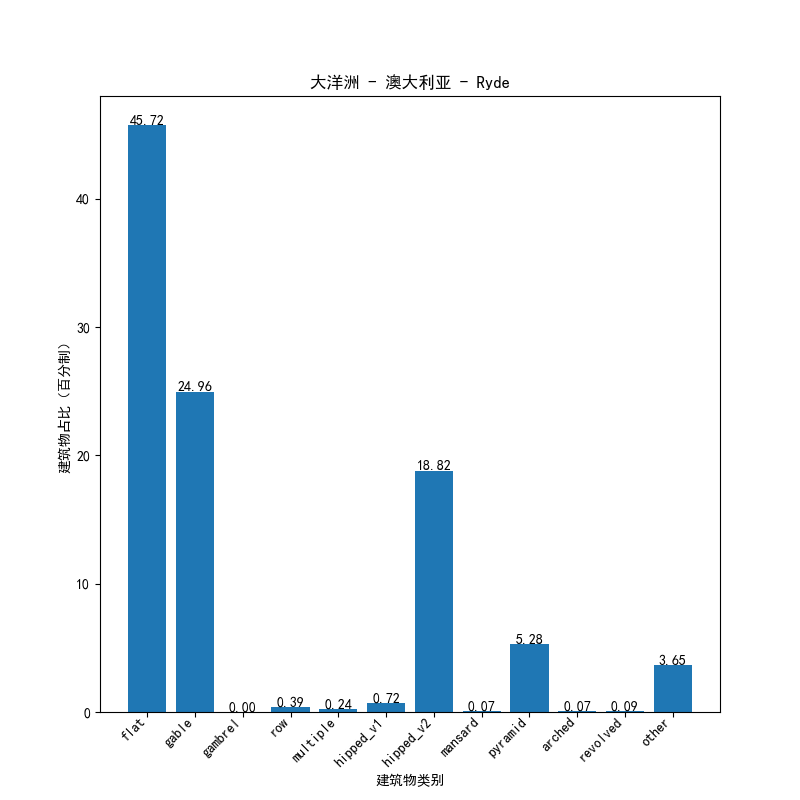 大洋洲 - 澳大利亚 - Ryde
建筑物占比（百分制）
40
30
20
10
0
45.72
24.96
0.00
0.39
0.24
0.72
18.82
0.07
5.28
0.07
0.09
3.65
flat
gable
gambrel
row
multiple
hipped_v1
hipped_v2
mansard
pyramid
arched
revolved
other
建筑物类别